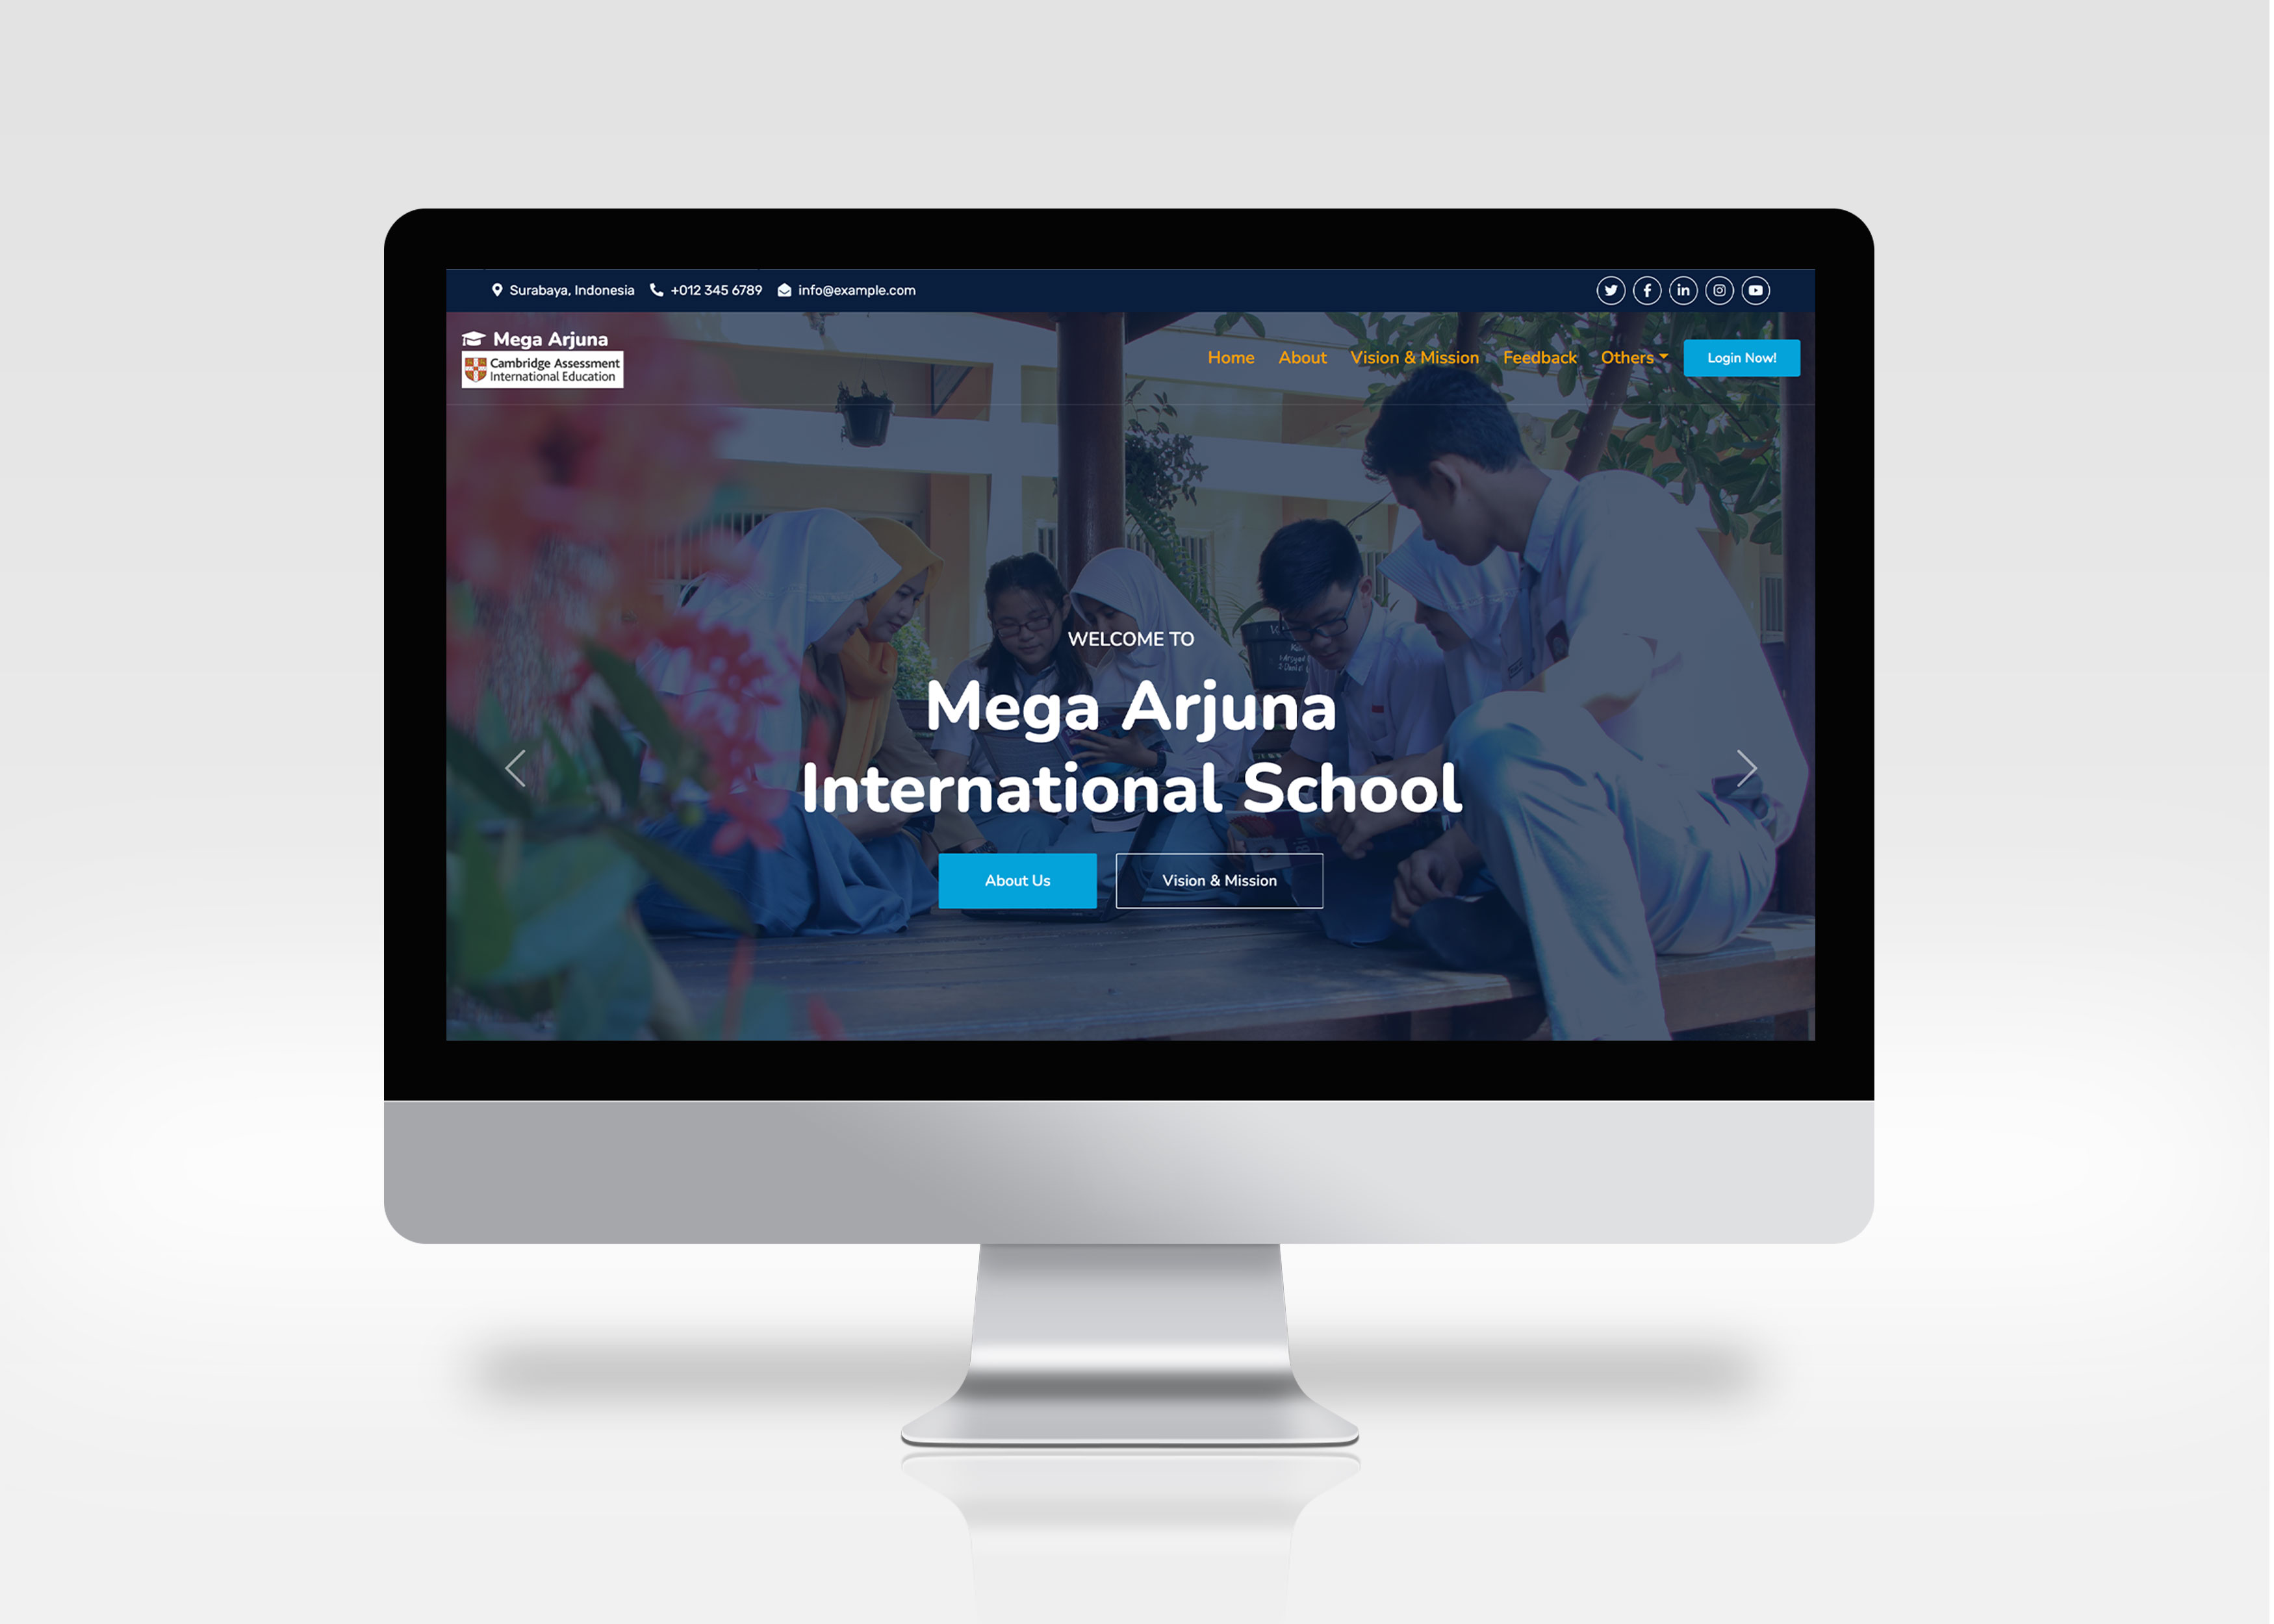 Surabaya, Indonesia +012 345 6789 info@example.com
Mega Arjuna
Cambridge Assessment
International Education
Home About Vision & Mission Feedback Others Login Now!
WELCOME TO
Mega Arjuna
International School
About Us Vision & Mission